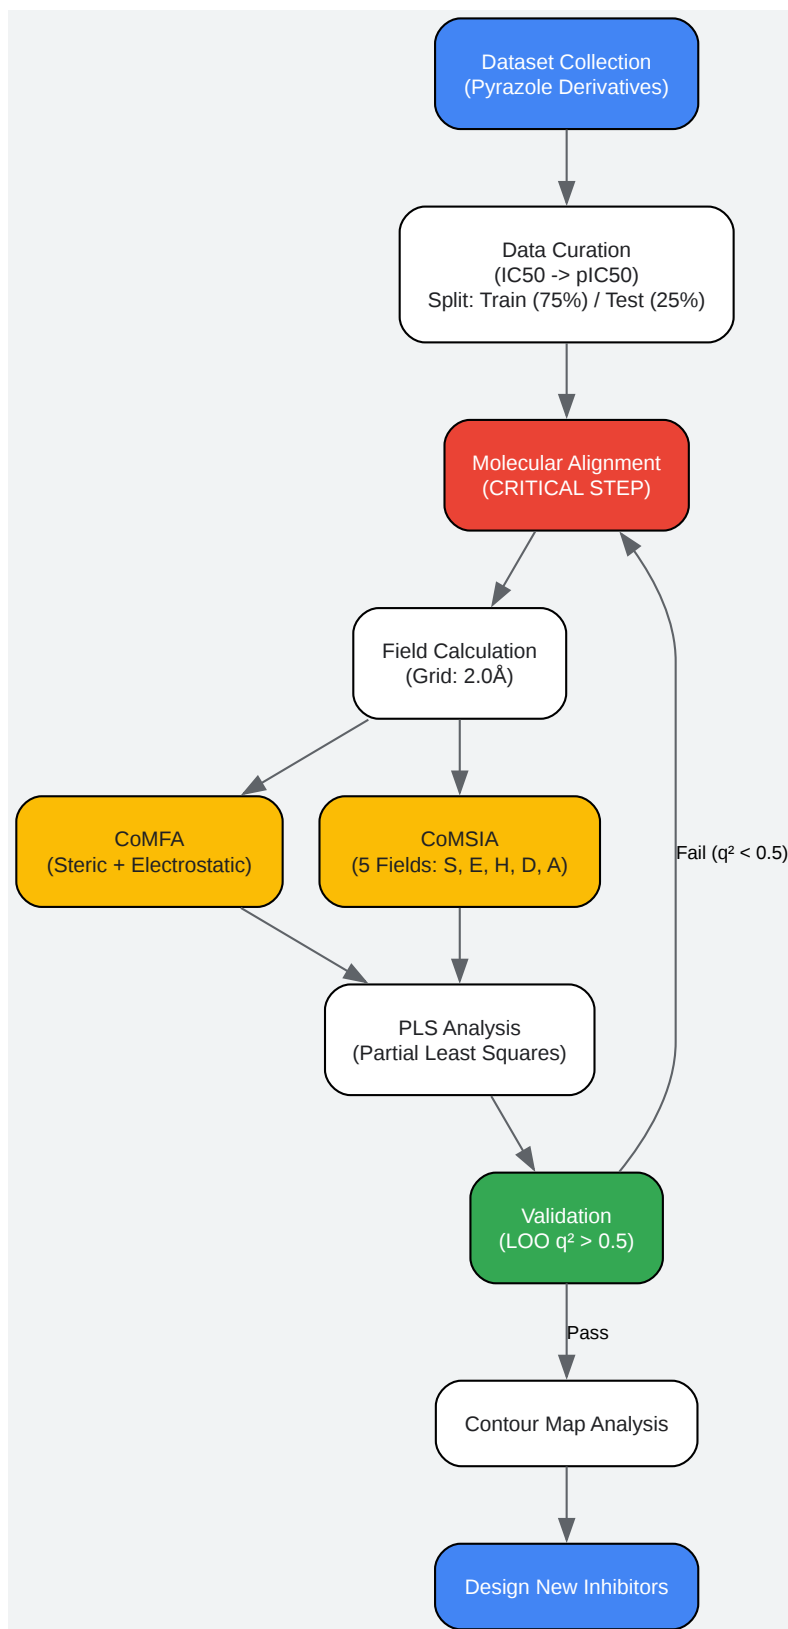 Dataset Collection
(Pyrazole Derivatives)
Data Curation
(IC50 -> pIC50)
Split: Train (75%) / Test (25%)
Molecular Alignment
(CRITICAL STEP)
Field Calculation
(Grid: 2.0Å)
CoMFA
(Steric + Electrostatic)
CoMSIA
(5 Fields: S, E, H, D, A)
Fail (q² < 0.5)
PLS Analysis
(Partial Least Squares)
Validation
(LOO q² > 0.5)
Pass
Contour Map Analysis
Design New Inhibitors